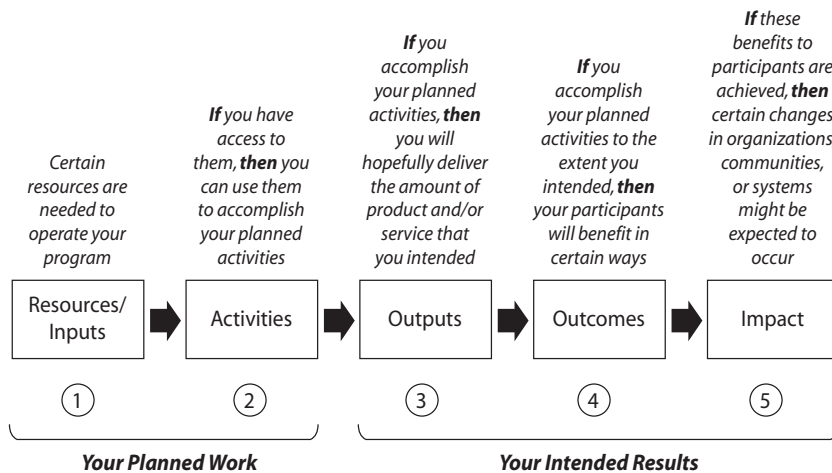 Certain
resources are
needed to
operate your
program
If you have
access to
them, then you
can use them
to accomplish
your planned
activities
If you
accomplish
your planned
activities, then
you will
hopefully deliver
the amount of
product and/or
service that
you intended
If you
accomplish
your planned
activities to the
extent you
intended, then
your participants
will benefit in
certain ways
If these
benefits to
participants are
achieved, then
certain changes
in organizations,
communities,
or systems
might be
expected to
occur
Resources/
Inputs
Activities
Outputs
Outcomes
Impact
1
2
3
4
5
Your Planned Work
Your Intended Results